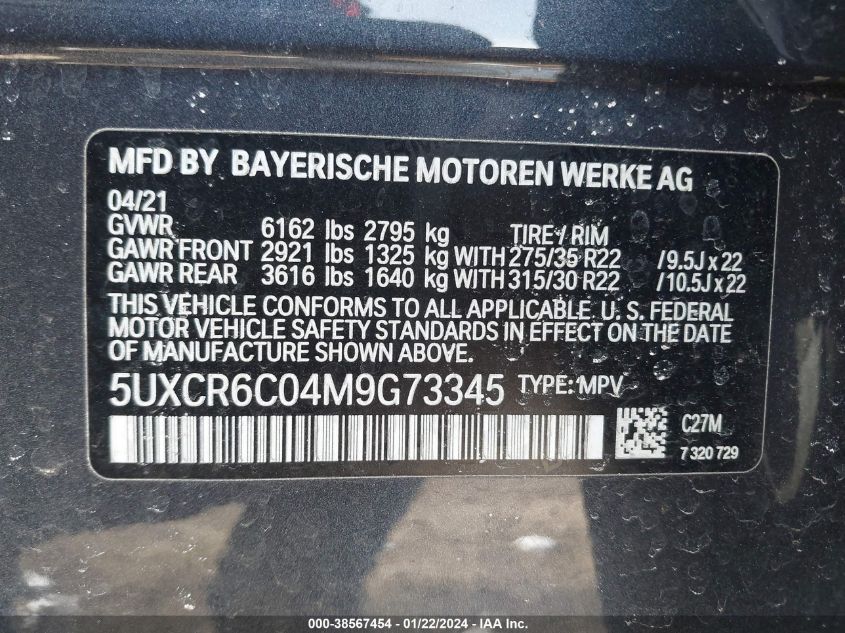 MFD BY BAYERISCHE MOTOREN WERKE AG
04/21
GVWR 6162 lbs 2795 kg TIRE / RIM
GAWR FRONT 2921 lbs 1325 kg WITH 275/35 R22 /9.5J x 22
GAWR REAR 3616 lbs 1640 kg WITH 315/30 R22 /10.5J x 22
THIS VEHICLE CONFORMS TO ALL APPLICABLE U. S. FEDERAL
MOTOR VEHICLE SAFETY STANDARDS IN EFFECT ON THE DATE
OF MANUFACTURE SHOWN ABOVE.
5UXCR6C04M9G73345 TYPE: MPV
C27M
7 320 729
000-38567454 - 01/22/2024 - IAA Inc.